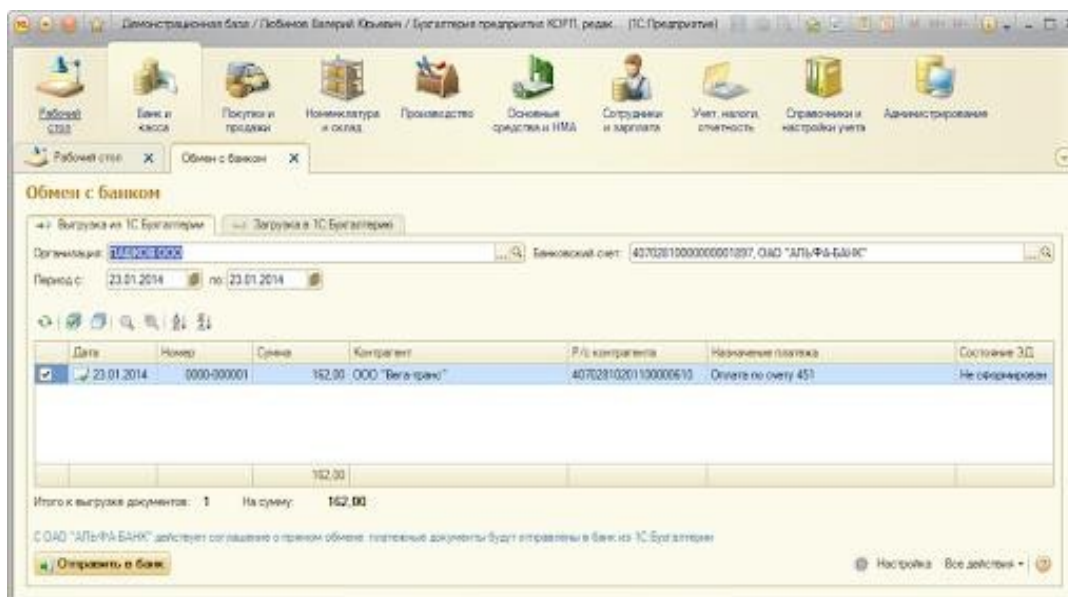 Демонстрационная база / Любимов Валерий Юрьевич / Бухгалтерия предприятия КОРП, редак... (1С:Предприятие)
Рабочий стол
Банк и касса
Покупки и продажи
Номенклатура и склад
Производство
Основные средства и НМА
Сотрудники и зарплата
Учет, налоги, отчетность
Справочники и настройки учета
Администрирование
Рабочий стол
Обмен с банком
Обмен с банком
Выгрузка из 1С:Бухгалтерии
Загрузка в 1С:Бухгалтерию
Организация: ООО
Банковский счет: 40702810000000001897, ОАО "АЛЬФА-БАНК"
Период с: 23.01.2014 по: 23.01.2014
Дата Номер Сумма Контрагент Р/с контрагента Назначение платежа Состояние ЭД
23.01.2014 0000-000001 162,00 ООО "Вега-транс" 40702810201100000610 Оплата по счету 451 Не сформирован
162,00
Итого к выгрузке документов: 1 На сумму: 162,00
С ОАО "АЛЬФА-БАНК" действует соглашение о прямом обмене: платежные документы будут отправлены в банк из 1С:Бухгалтерии
Отправить в банк
Настройка Все действия